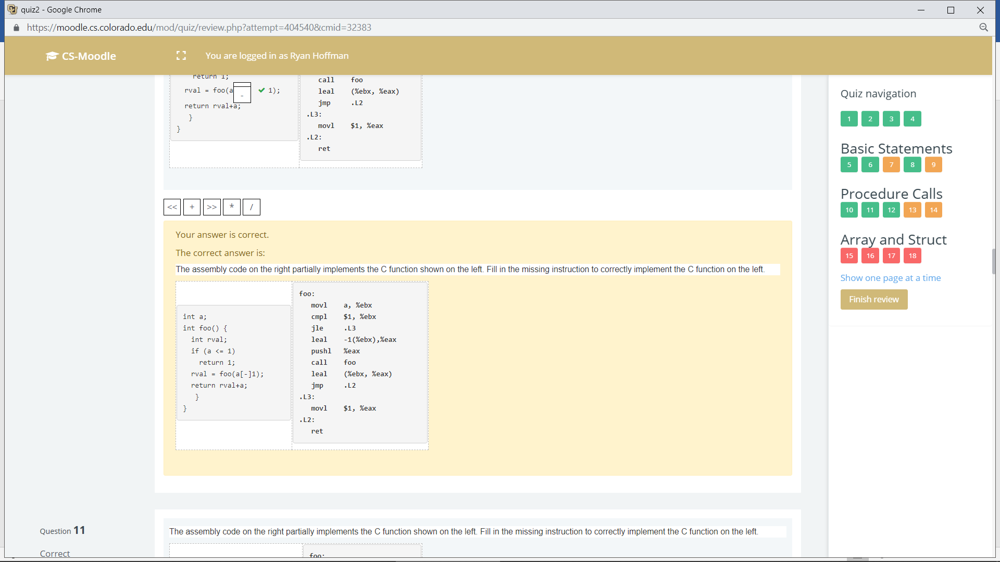 quiz2 - Google Chrome
https://moodle.cs.colorado.edu/mod/quiz/review.php?attempt=404540&cmid=32383
CS-Moodle
You are logged in as Ryan Hoffman
return 1;
rval = foo(a - 1);
return rval+a;
}
}
call foo
leal (%ebx, %eax)
jmp .L2
.L3:
movl $1, %eax
.L2:
ret
<< + >> * /
Your answer is correct.
The correct answer is:
The assembly code on the right partially implements the C function shown on the left. Fill in the missing instruction to correctly implement the C function on the left.
int a;
int foo() {
int rval;
if (a <= 1)
return 1;
rval = foo(a[-]1);
return rval+a;
}
}
foo:
movl a, %ebx
cmpl $1, %ebx
jle .L3
leal -1(%ebx),%eax
pushl %eax
call foo
leal (%ebx, %eax)
jmp .L2
.L3:
movl $1, %eax
.L2:
ret
Question 11
Correct
The assembly code on the right partially implements the C function shown on the left. Fill in the missing instruction to correctly implement the C function on the left.
foo:
Quiz navigation
1 2 3 4
Basic Statements
5 6 7 8 9
Procedure Calls
10 11 12 13 14
Array and Struct
15 16 17 18
Show one page at a time
Finish review